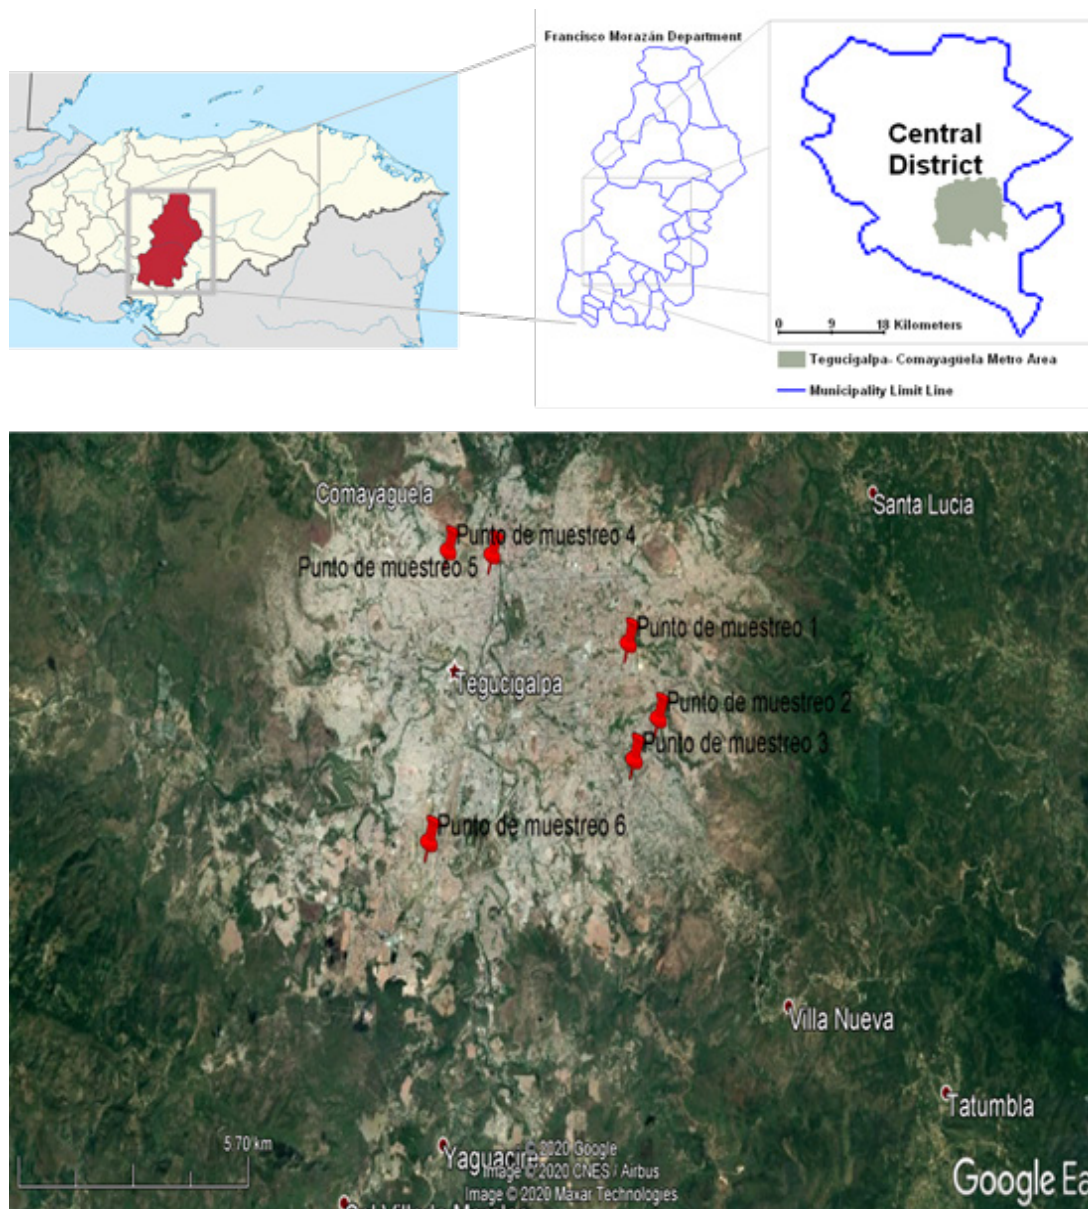 Francisco Morazán Department
Central
District
0 9 18 Kilometers
Tegucigalpa- Comayagüela Metro Area
Municipality Limit Line
Comayaguela
Santa Lucia
Punto de muestreo 4
Punto de muestreo 5
Punto de muestreo 1
Tegucigalpa
Punto de muestreo 2
Punto de muestreo 3
Punto de muestreo 6
Villa Nueva
Tatumbla
5.70 km
Yaguacire
© 2020 Google
Image © 2020 CNES / Airbus
Image © 2020 Maxar Technologies
Google Ea